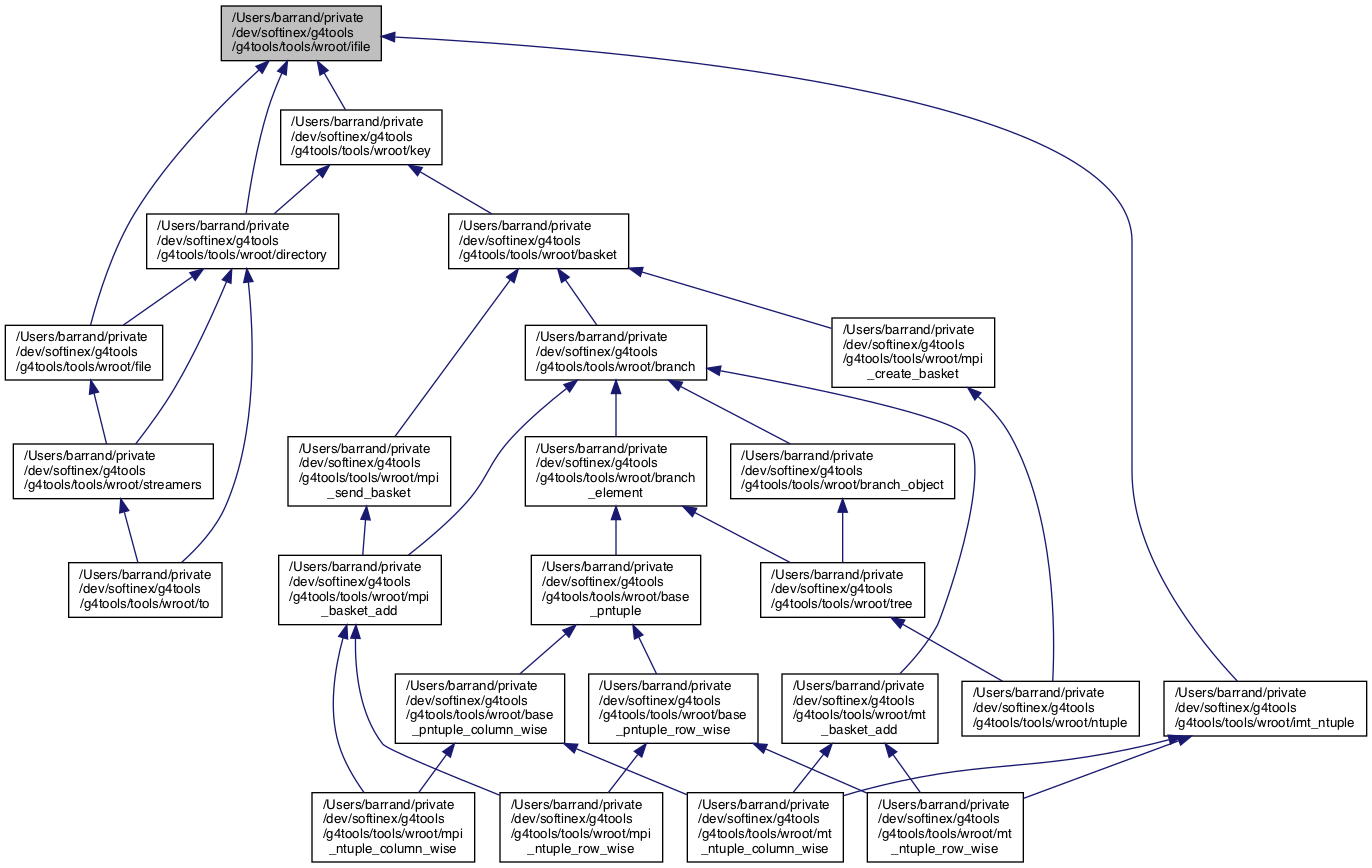 /Users/barrand/private
/dev/softinex/g4tools
/g4tools/tools/wroot/ifile
/Users/barrand/private
/dev/softinex/g4tools
/g4tools/tools/wroot/key
/Users/barrand/private
/dev/softinex/g4tools
/g4tools/tools/wroot/directory
/Users/barrand/private
/dev/softinex/g4tools
/g4tools/tools/wroot/basket
/Users/barrand/private
/dev/softinex/g4tools
/g4tools/tools/wroot/file
/Users/barrand/private
/dev/softinex/g4tools
/g4tools/tools/wroot/branch
/Users/barrand/private
/dev/softinex/g4tools
/g4tools/tools/wroot/mpi
_create_basket
/Users/barrand/private
/dev/softinex/g4tools
/g4tools/tools/wroot/streamers
/Users/barrand/private
/dev/softinex/g4tools
/g4tools/tools/wroot/mpi
_send_basket
/Users/barrand/private
/dev/softinex/g4tools
/g4tools/tools/wroot/branch
_element
/Users/barrand/private
/dev/softinex/g4tools
/g4tools/tools/wroot/branch_object
/Users/barrand/private
/dev/softinex/g4tools
/g4tools/tools/wroot/to
/Users/barrand/private
/dev/softinex/g4tools
/g4tools/tools/wroot/mpi
_basket_add
/Users/barrand/private
/dev/softinex/g4tools
/g4tools/tools/wroot/base
_pntuple
/Users/barrand/private
/dev/softinex/g4tools
/g4tools/tools/wroot/tree
/Users/barrand/private
/dev/softinex/g4tools
/g4tools/tools/wroot/base
_pntuple_column_wise
/Users/barrand/private
/dev/softinex/g4tools
/g4tools/tools/wroot/base
_pntuple_row_wise
/Users/barrand/private
/dev/softinex/g4tools
/g4tools/tools/wroot/mt
_basket_add
/Users/barrand/private
/dev/softinex/g4tools
/g4tools/tools/wroot/ntuple
/Users/barrand/private
/dev/softinex/g4tools
/g4tools/tools/wroot/imt_ntuple
/Users/barrand/private
/dev/softinex/g4tools
/g4tools/tools/wroot/mpi
_ntuple_column_wise
/Users/barrand/private
/dev/softinex/g4tools
/g4tools/tools/wroot/mpi
_ntuple_row_wise
/Users/barrand/private
/dev/softinex/g4tools
/g4tools/tools/wroot/mt
_ntuple_column_wise
/Users/barrand/private
/dev/softinex/g4tools
/g4tools/tools/wroot/mt
_ntuple_row_wise